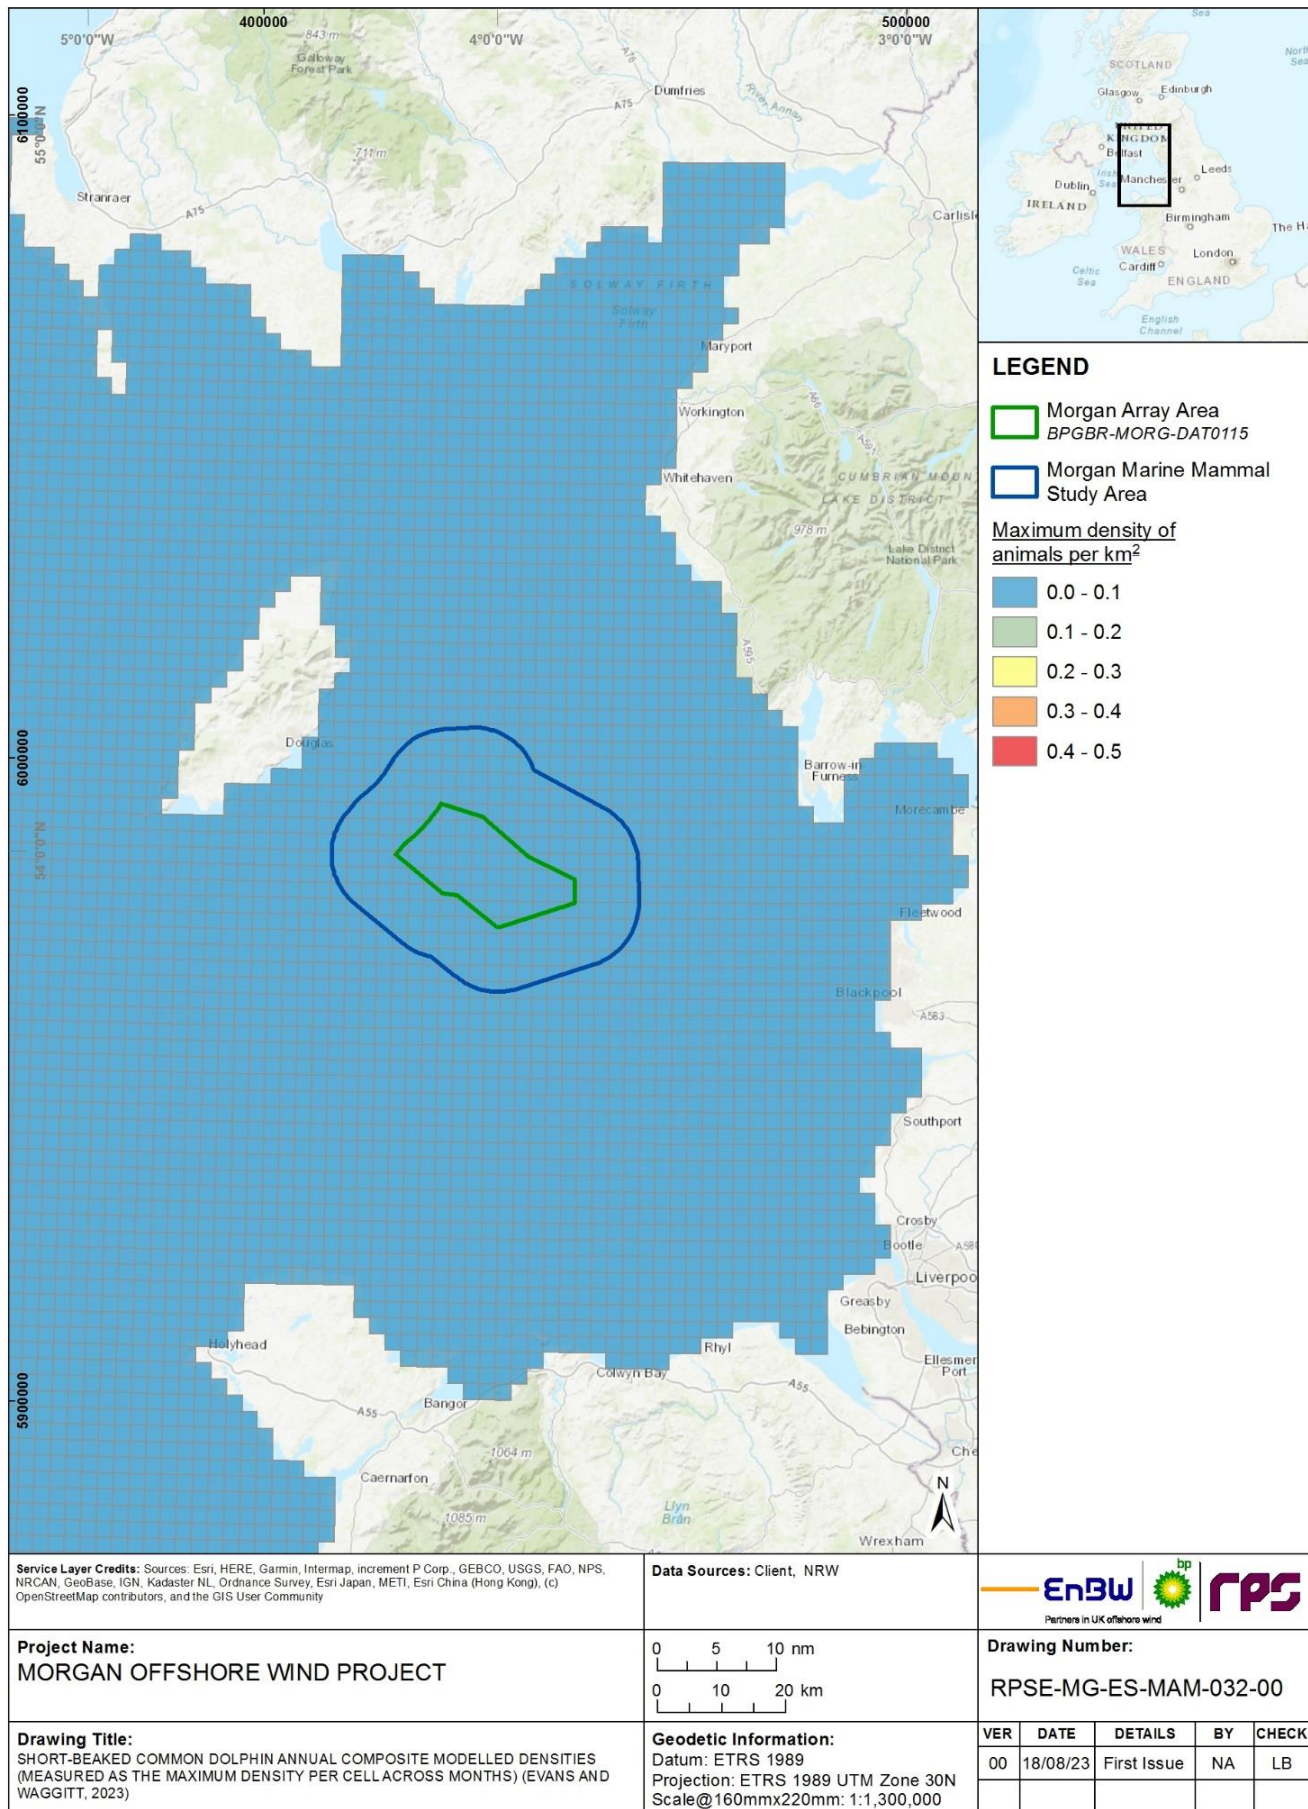 400000
500000
5°0'0"W
4°0'0"W
3°0'0"W
843 m
Galloway
Forest Park
Dumfries
A76
River Annan
A75
6100000
55°0'0"N
711 m
Stranraer
A75
Carlisl
SOLWAY FIRTH
Solway
Firth
Maryport
Workington
A66
A591
Whitehaven
CUMBRIAN MOUN
LAKE DISTRICT
978 m
Lake District
National Park
A595
Douglas
6000000
Barrow-in-
Furness
Morecambe
54°0'0"N
Fleetwood
Blackpool
A583
Southport
Crosby
Bootle
A580
Liverpoo
Greasby
Bebington
Holyhead
Rhyl
Ellesmer
Port
Colwyn Bay
A55
5900000
Bangor
A55
Che
1064 m
Caernarfon
1085 m
Llyn
Brân
N
Wrexham
Sea
North
Sea
SCOTLAND
Glasgow
Edinburgh
UNITED
KINGDOM
Belfast
Irish
Sea
Leeds
Manchester
Dublin
IRELAND
Birmingham
The Ha
WALES
Cardiff
London
Celtic
Sea
ENGLAND
English
Channel
LEGEND
Morgan Array Area
BPGBR-MORG-DAT0115
Morgan Marine Mammal
Study Area
Maximum density of
animals per km²
0.0 - 0.1
0.1 - 0.2
0.2 - 0.3
0.3 - 0.4
0.4 - 0.5
Service Layer Credits: Sources: Esri, HERE, Garmin, Intermap, increment P Corp., GEBCO, USGS, FAO, NPS,
NRCAN, GeoBase, IGN, Kadaster NL, Ordnance Survey, Esri Japan, METI, Esri China (Hong Kong), (c)
OpenStreetMap contributors, and the GIS User Community
Data Sources: Client, NRW
EnBW
bp
rps
Partners in UK offshore wind
Project Name:
MORGAN OFFSHORE WIND PROJECT
0 5 10 nm
0 10 20 km
Drawing Number:
RPSE-MG-ES-MAM-032-00
Drawing Title:
SHORT-BEAKED COMMON DOLPHIN ANNUAL COMPOSITE MODELLED DENSITIES
(MEASURED AS THE MAXIMUM DENSITY PER CELL ACROSS MONTHS) (EVANS AND
WAGGITT, 2023)
Geodetic Information:
Datum: ETRS 1989
Projection: ETRS 1989 UTM Zone 30N
Scale@160mmx220mm: 1:1,300,000
VER DATE DETAILS BY CHECK
00 18/08/23 First Issue NA LB